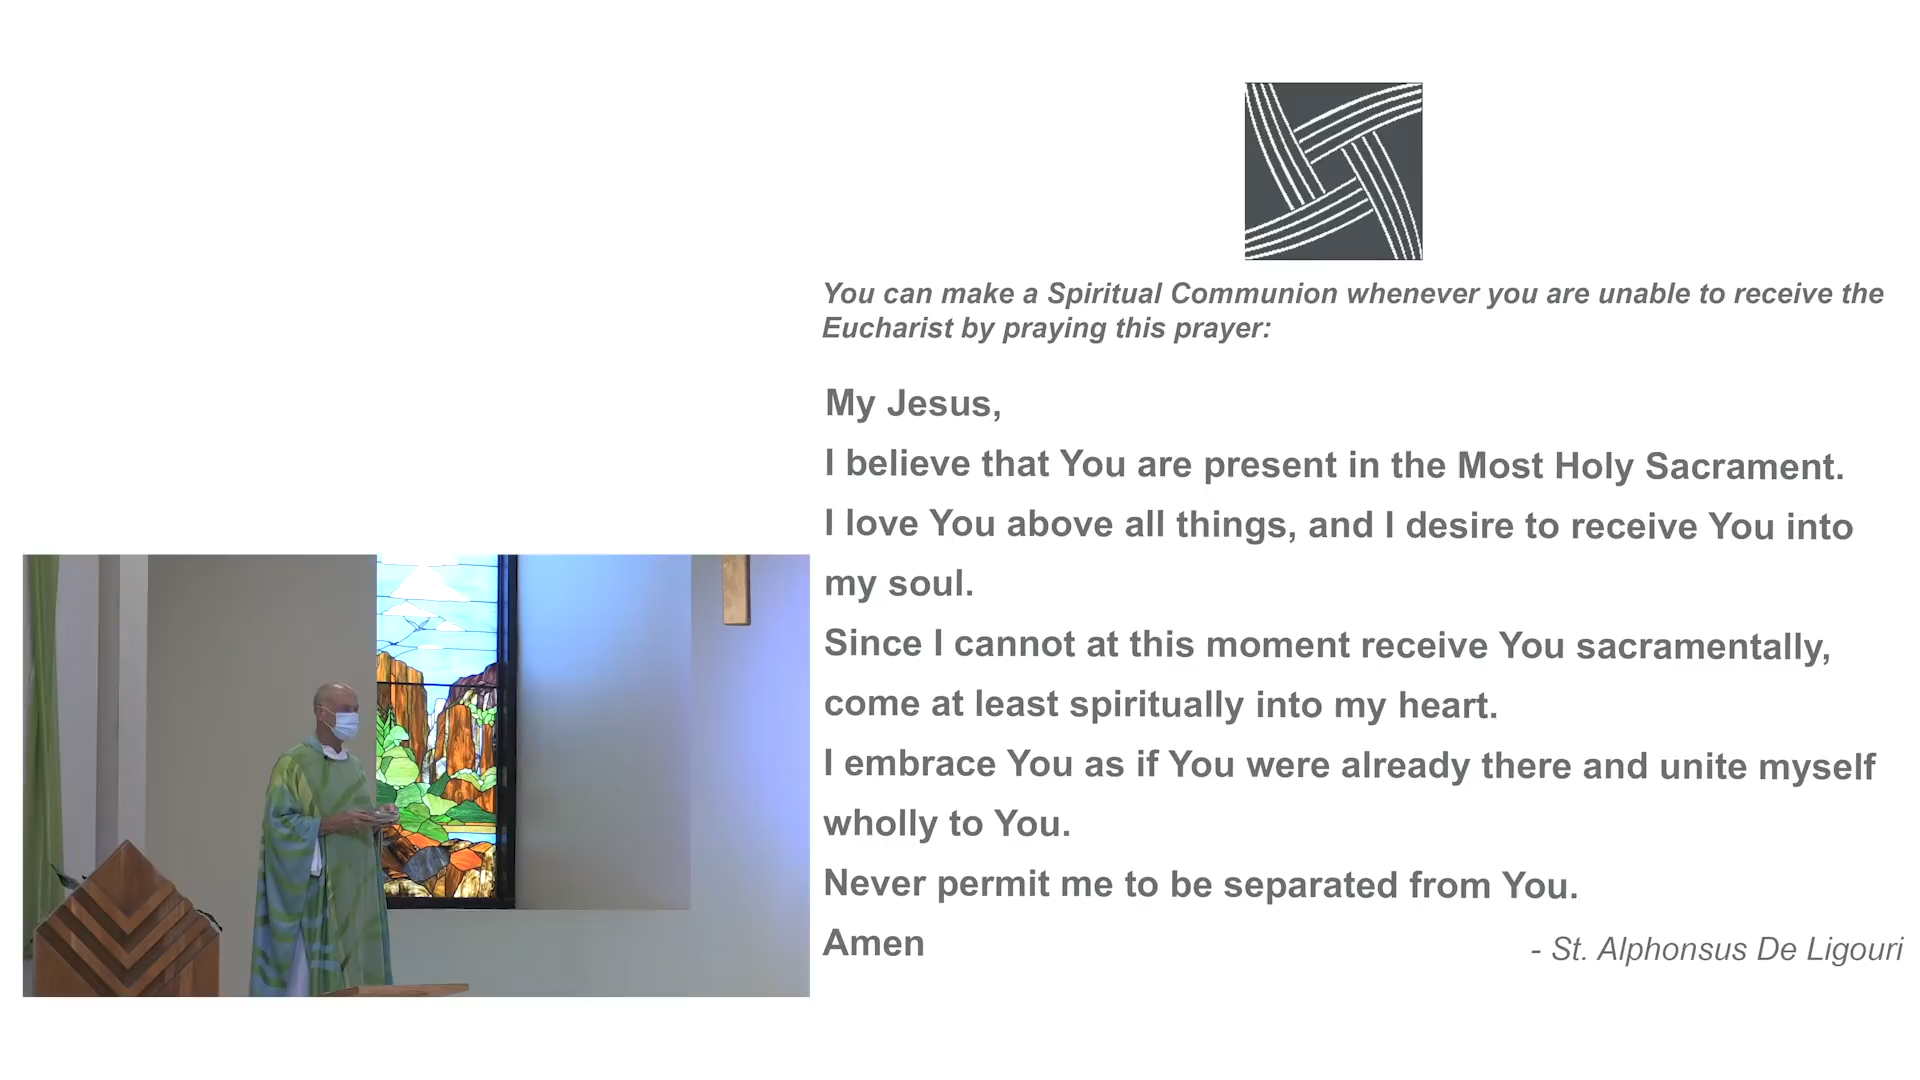 You can make a Spiritual Communion whenever you are unable to receive the
Eucharist by praying this prayer:
My Jesus,
I believe that You are present in the Most Holy Sacrament.
I love You above all things, and I desire to receive You into
my soul.
Since I cannot at this moment receive You sacramentally,
come at least spiritually into my heart.
I embrace You as if You were already there and unite myself
wholly to You.
Never permit me to be separated from You.
Amen
- St. Alphonsus De Ligouri